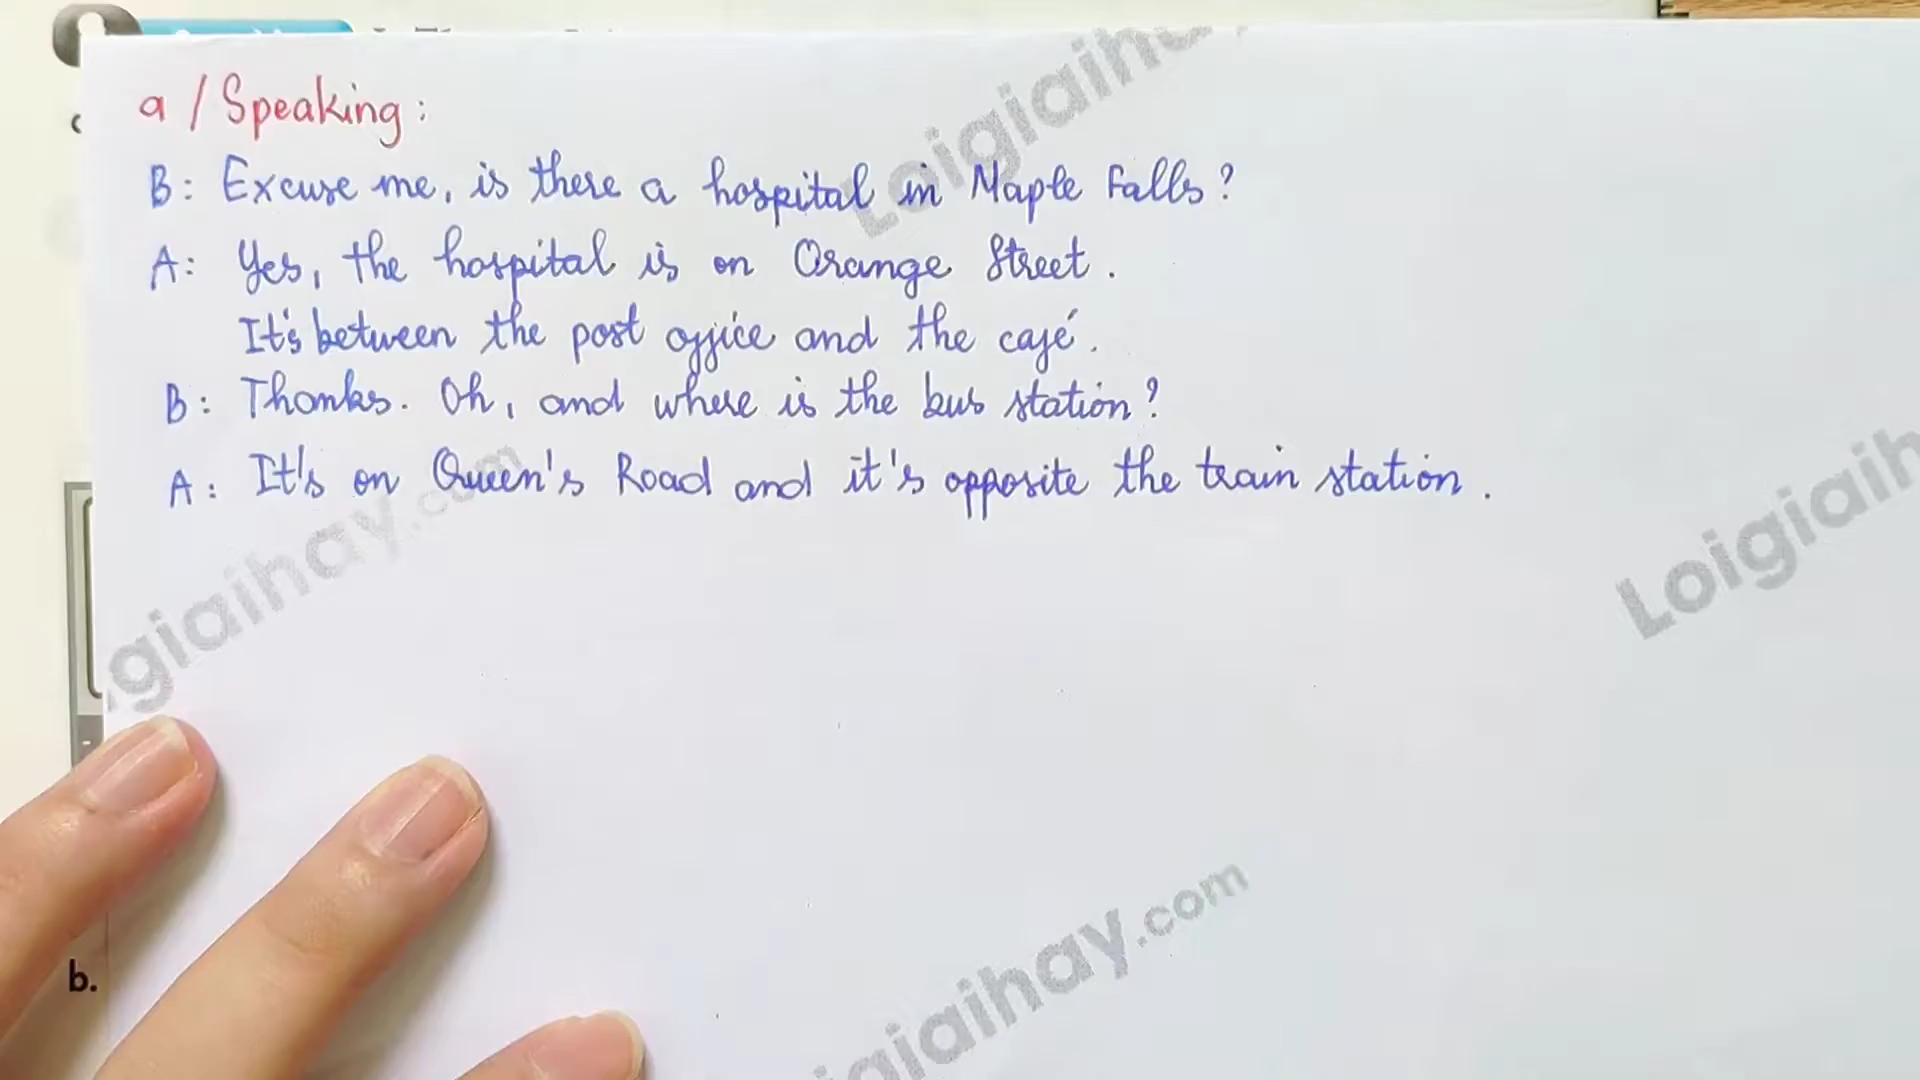 a / Speaking:
B: Excuse me, is there a hospital in Maple Falls?
A: Yes, the hospital is on Orange Street.
It's between the post office and the café.
B: Thanks. Oh, and where is the bus station?
A: It's on Queen's Road and it's opposite the train station.
b.